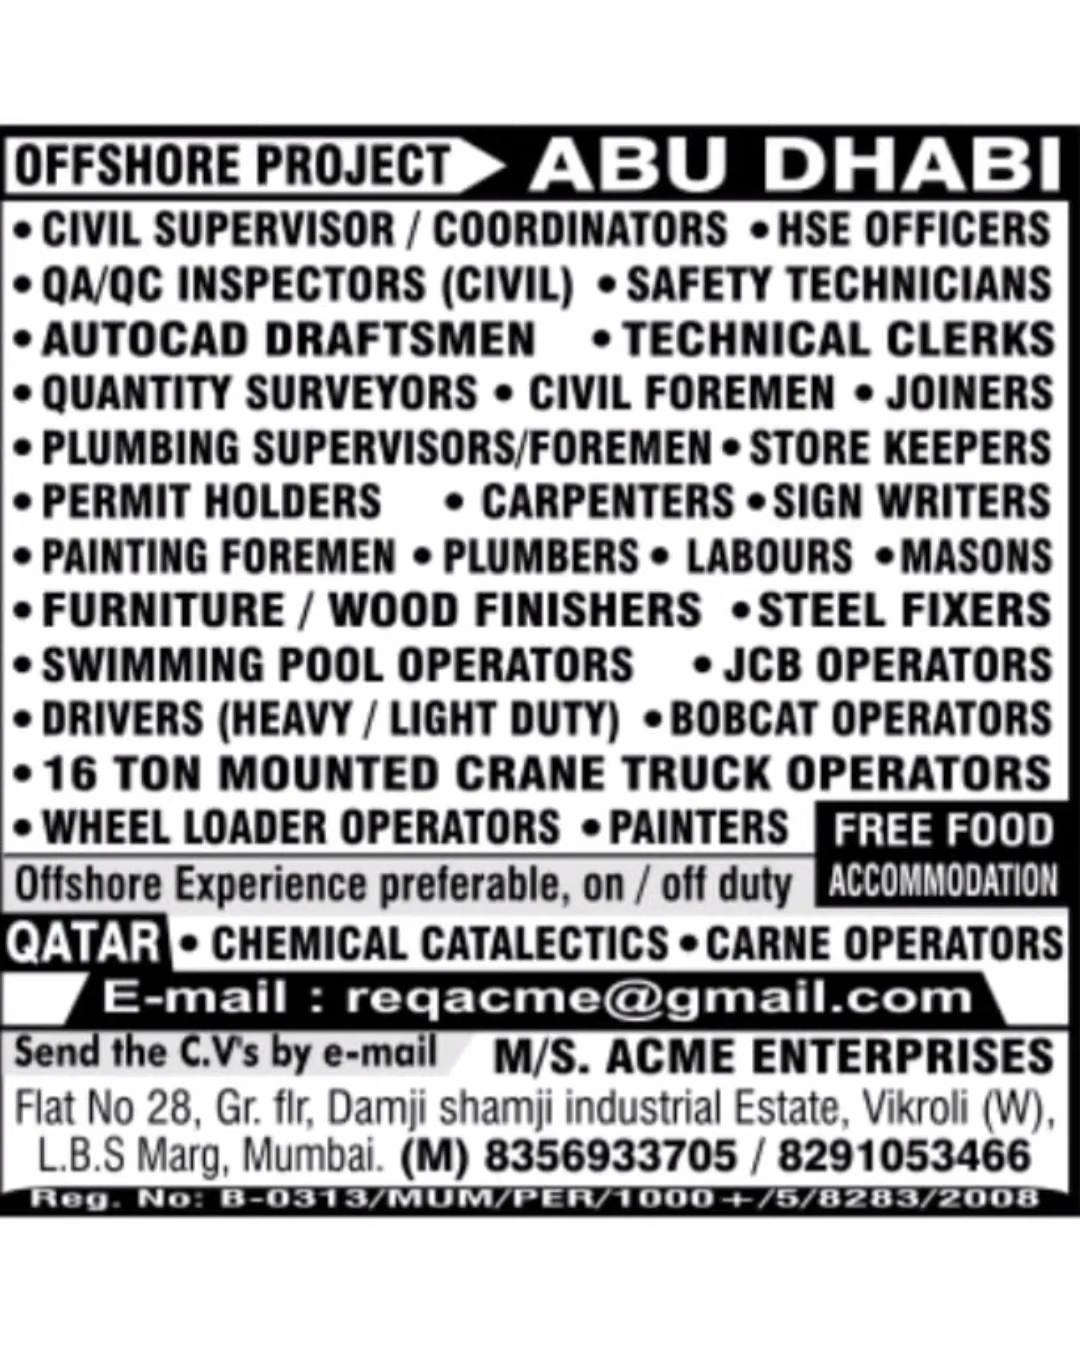 OFFSHORE PROJECT ABU DHABI
• CIVIL SUPERVISOR / COORDINATORS • HSE OFFICERS
• QA/QC INSPECTORS (CIVIL) • SAFETY TECHNICIANS
• AUTOCAD DRAFTSMEN • TECHNICAL CLERKS
• QUANTITY SURVEYORS • CIVIL FOREMEN • JOINERS
• PLUMBING SUPERVISORS/FOREMEN • STORE KEEPERS
• PERMIT HOLDERS • CARPENTERS • SIGN WRITERS
• PAINTING FOREMEN • PLUMBERS • LABOURS • MASONS
• FURNITURE / WOOD FINISHERS • STEEL FIXERS
• SWIMMING POOL OPERATORS • JCB OPERATORS
• DRIVERS (HEAVY / LIGHT DUTY) • BOBCAT OPERATORS
• 16 TON MOUNTED CRANE TRUCK OPERATORS
• WHEEL LOADER OPERATORS • PAINTERS FREE FOOD
Offshore Experience preferable, on / off duty ACCOMMODATION
QATAR • CHEMICAL CATALECTICS • CARNE OPERATORS
E-mail : reqacme@gmail.com
Send the C.V's by e-mail M/S. ACME ENTERPRISES
Flat No 28, Gr. flr, Damji shamji industrial Estate, Vikroli (W),
L.B.S Marg, Mumbai. (M) 8356933705 / 8291053466
Reg. No: B-0313/MUM/PER/1000+/5/8283/2008